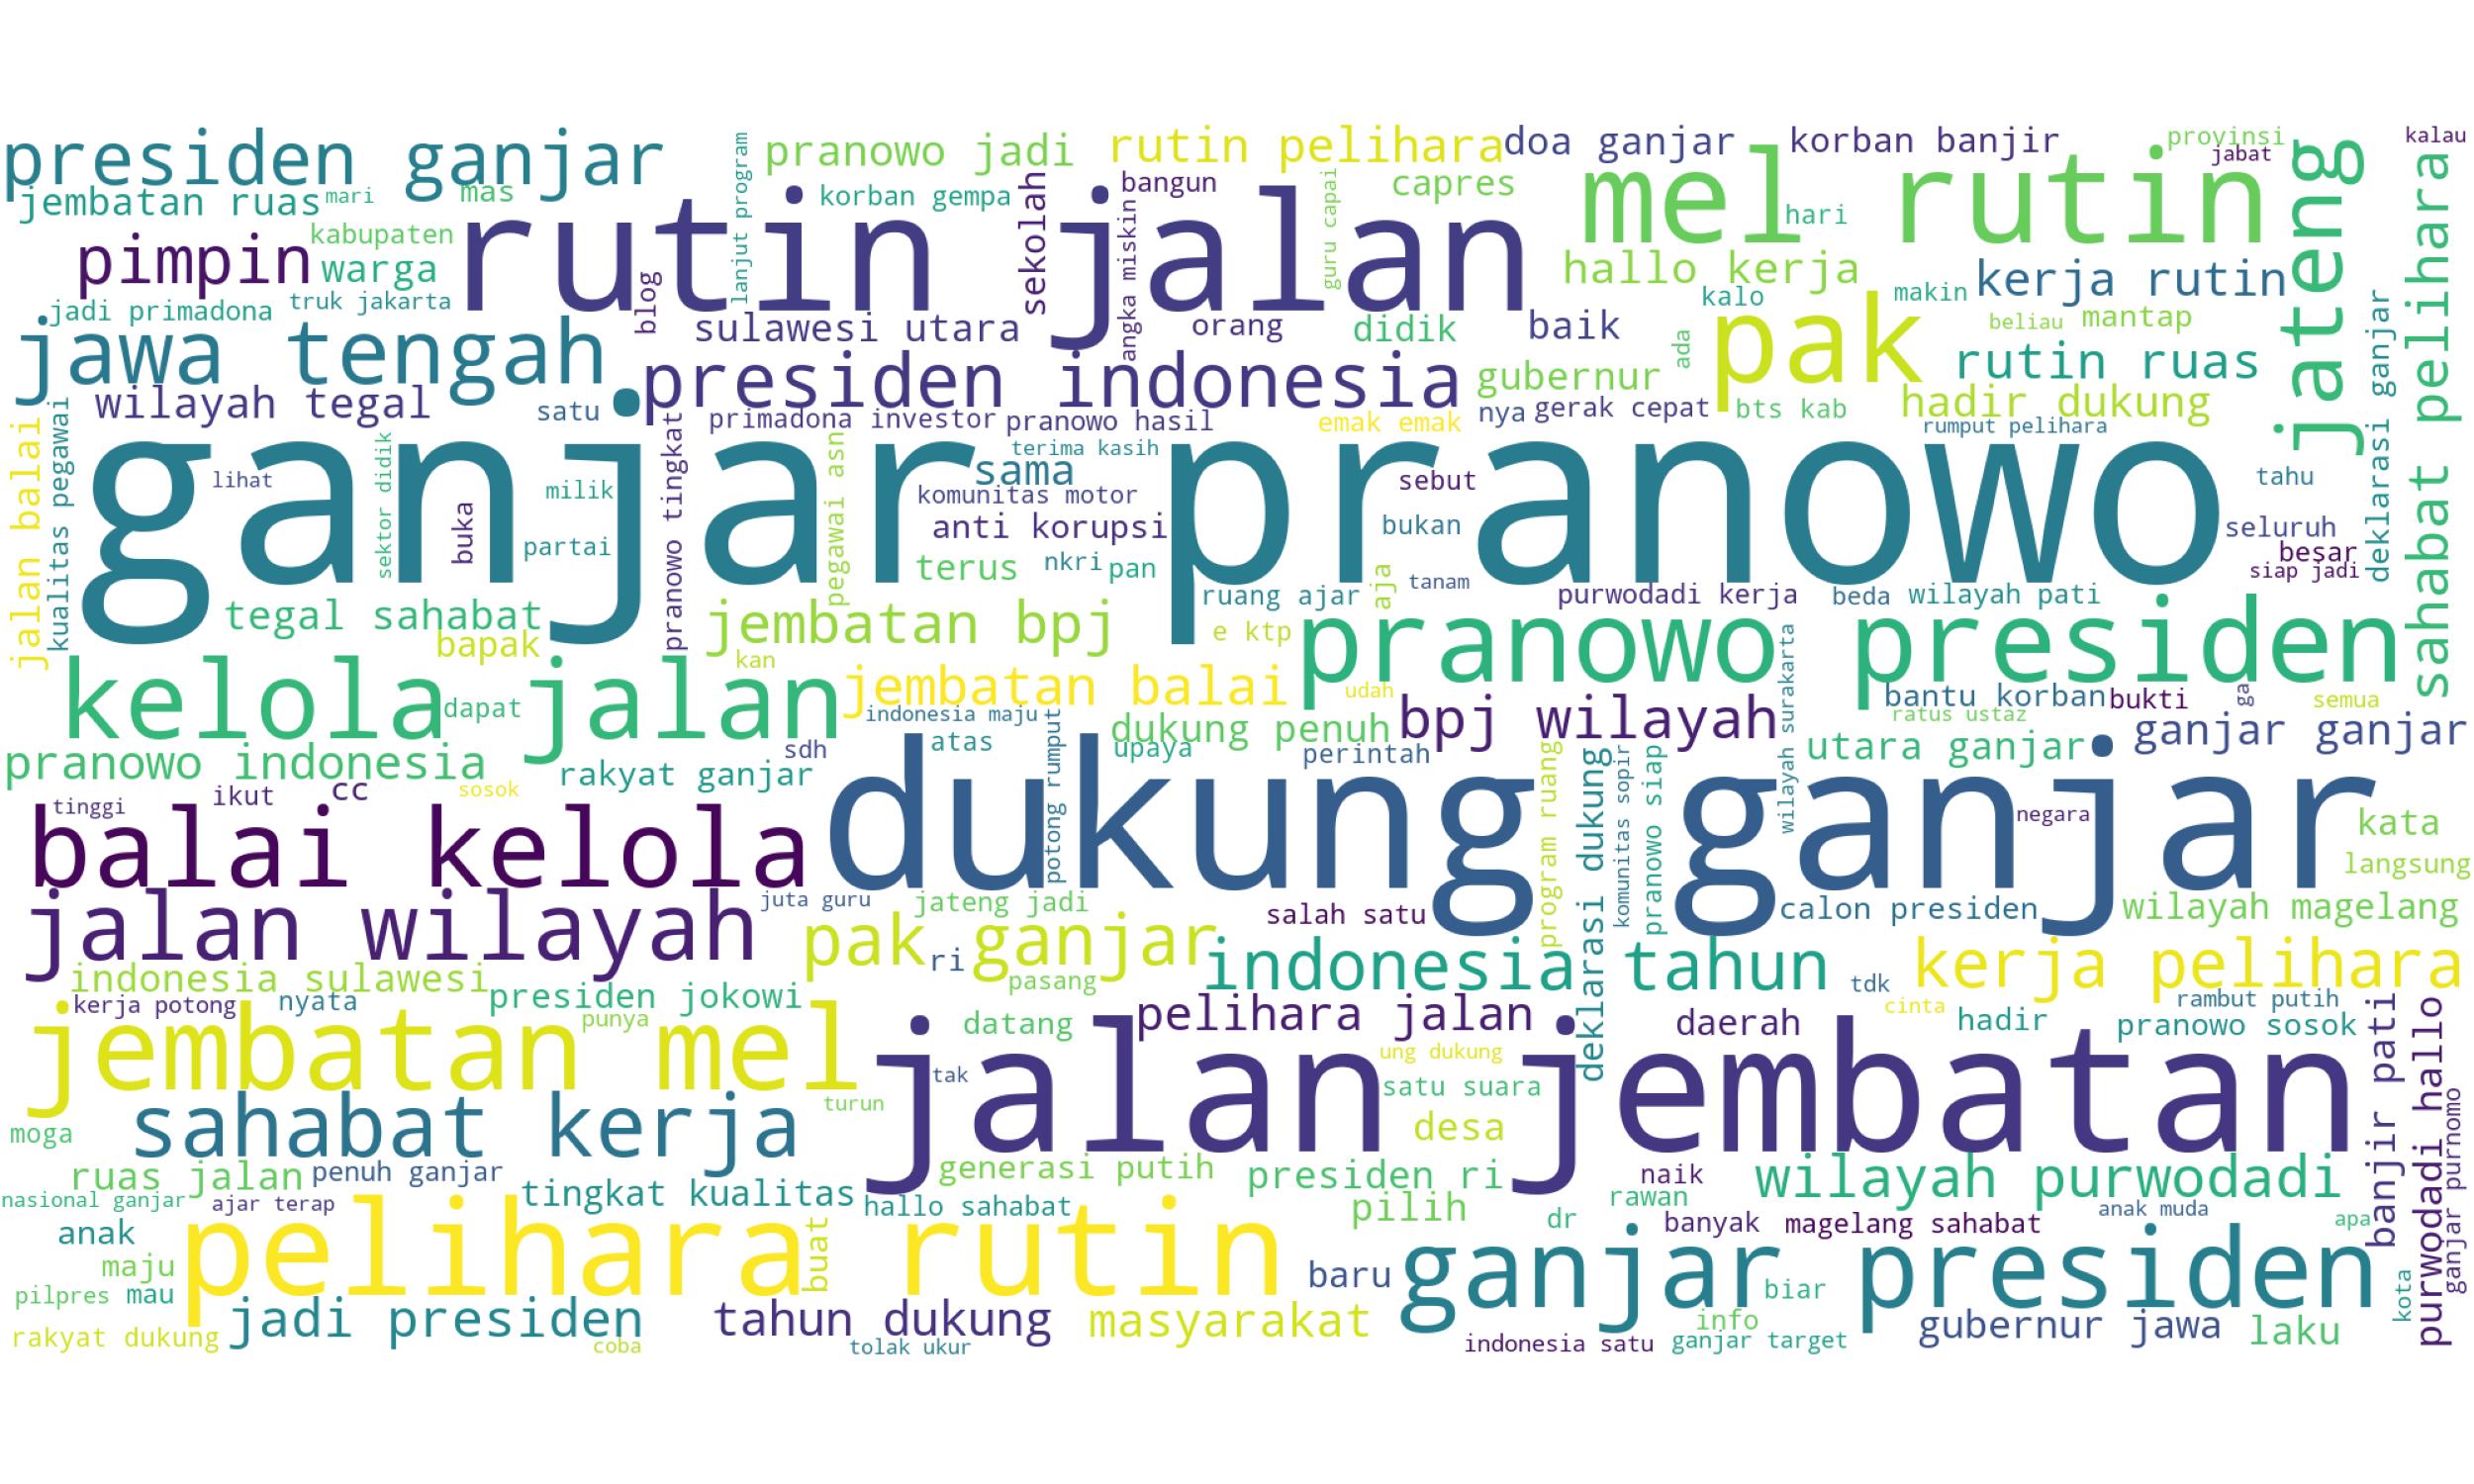 presiden ganjar
pranowo jadi
rutin pelihara
doa ganjar
korban banjir
provinsi
jabat
kalau
jembatan ruas
mari
mas
lanjut program
korban gempa
sekolah
bangun
capres
mel rutin
hari
jateng
sahabat pelihara
pimpin
kabupaten
warga
rutin jalan
angka miskin
guru capai
hallo kerja
kerja rutin
jadi primadona
truk jakarta
blog
sulawesi utara
orang
didik
baik
kalo
makin
pak
beliau
mantap
jawa tengah
presiden indonesia
gubernur
ada
rutin ruas
deklarasi ganjar
wilayah tegal
satu
primadona investor
pranowo hasil
emak emak
nya
gerak cepat
bts kab
hadir dukung
rumput pelihara
jalan balai
kualitas pegawai
ganjar pranowo
lihat
sektor didik
buka
milik
partai
pranowo tingkat
pegawai asn
terima kasih
sama
komunitas motor
anti korupsi
terus
nkri
pan
sebut
bukan
tahu
seluruh
besar
siap jadi
tegal sahabat
bapak
jembatan bpj
ruang ajar
aja
tanam
e ktp
purwodadi kerja
beda
wilayah pati
pranowo presiden
kelola jalan
dapat
kan
jembatan balai
udah
indonesia maju
dukung penuh
bpj wilayah
wilayah surakarta
bantu korban
bukti
ga
semua
ratus ustaz
ganjar ganjar
pranowo indonesia
rakyat ganjar
sdh
atas
potong rumput
upaya
perintah
utara ganjar
tinggi
ikut
cc
sosok
dukung ganjar
program ruang
deklarasi dukung
komunitas sopir
pranowo siap
negara
kata
langsung
balai kelola
jalan wilayah
juta guru
jateng jadi
salah satu
calon presiden
wilayah magelang
pak ganjar
ri
pasang
indonesia tahun
kerja pelihara
indonesia sulawesi
kerja potong
nyata
presiden jokowi
punya
tdk
cinta
rambut putih
jembatan mel
datang
pelihara jalan
daerah
hadir
pranowo sosok
jalan jembatan
tak
ung dukung
satu suara
desa
banjir pati
purwodadi hallo
ganjar purnomo
moga
sahabat kerja
turun
ruas jalan
penuh ganjar
generasi putih
presiden ri
naik
rawan
wilayah purwodadi
nasional ganjar
ajar terap
tingkat kualitas
hallo sahabat
pilih
dr
banyak
magelang sahabat
anak muda
apa
anak
maju
pelihara rutin
buat
baru
ganjar presiden
biar
kota
pilpres
mau
jadi presiden
tahun dukung
masyarakat
info
gubernur jawa
laku
rakyat dukung
coba
tolak ukur
indonesia satu
ganjar target